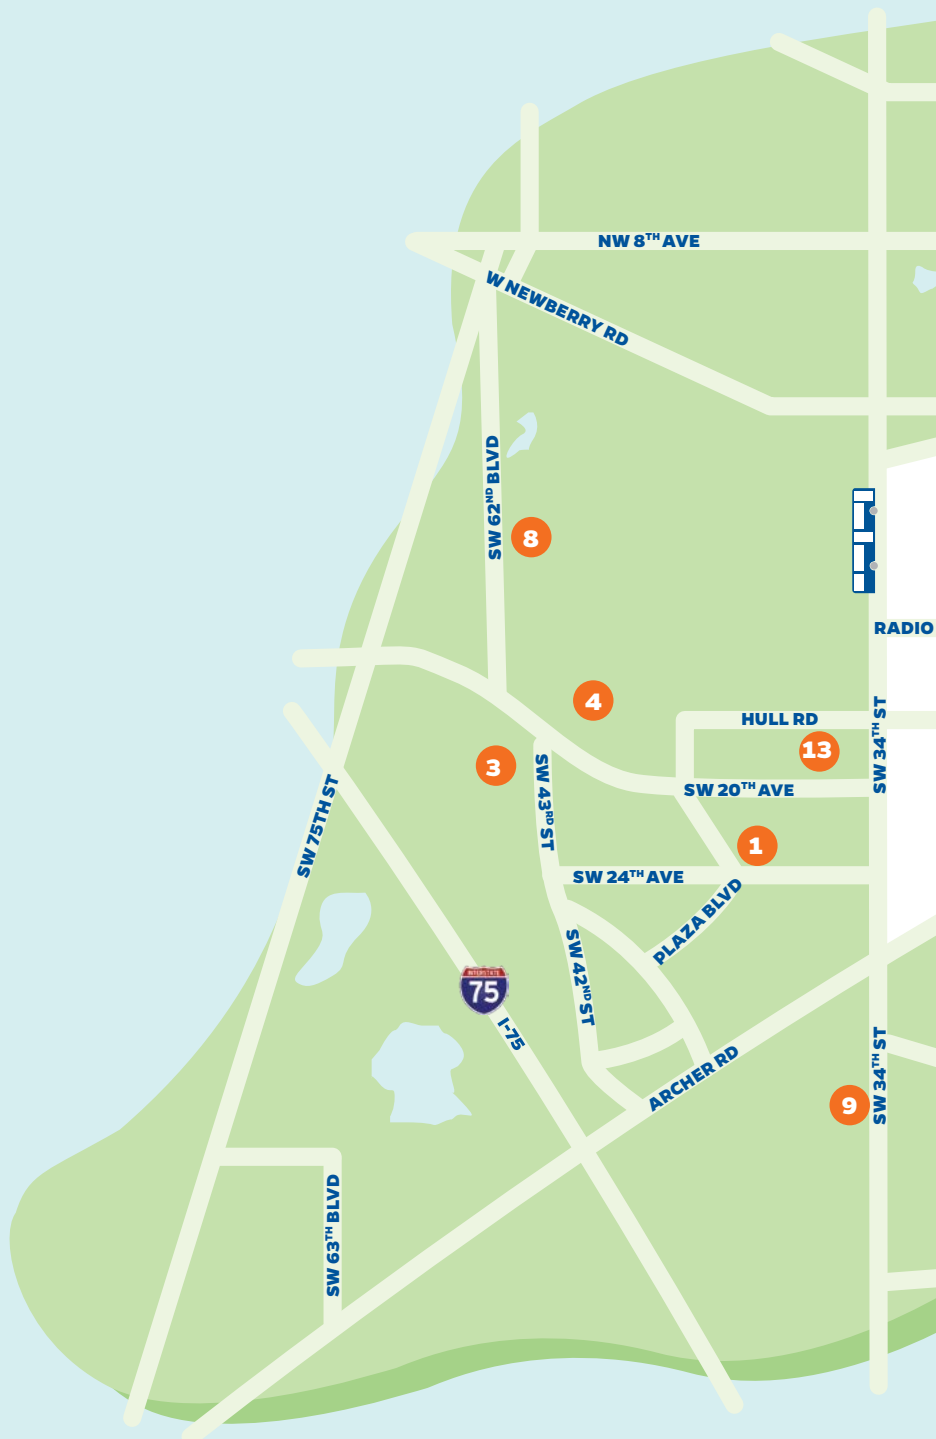 NW 8TH AVE
W NEWBERRY RD
SW 62ND BLVD
8
RADIO
4
HULL RD
SW 34TH ST
13
3
SW 43RD ST
SW 20TH AVE
SW 75TH ST
1
SW 24TH AVE
PLAZA BLVD
SW 42ND ST
INTERSTATE
75
I-75
ARCHER RD
SW 34TH ST
9
SW 63TH BLVD